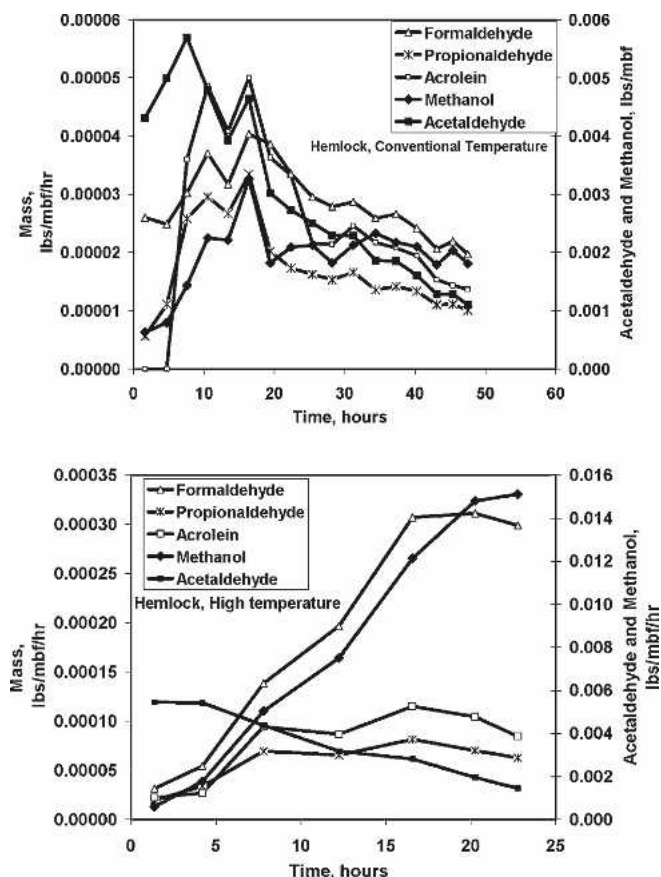 0.00006
0.00005
0.00004
0.00003
0.00002
0.00001
0.00000
Mass,
lbs/mbf/hr
0.006
0.005
0.004
0.003
0.002
0.001
0.000
Acetaldehyde and Methanol, lbs/mbf
Formaldehyde
Propionaldehyde
Acrolein
Methanol
Acetaldehyde
Hemlock, Conventional Temperature
0 10 20 30 40 50 60
Time, hours
0.00035
0.00030
0.00025
0.00020
0.00015
0.00010
0.00005
0.00000
Mass,
lbs/mbf/hr
0.016
0.014
0.012
0.010
0.008
0.006
0.004
0.002
0.000
Acetaldehyde and Methanol,
lbs/mbf/hr
Formaldehyde
Propionaldehyde
Acrolein
Methanol
Acetaldehyde
Hemlock, High temperature
0 5 10 15 20 25
Time, hours